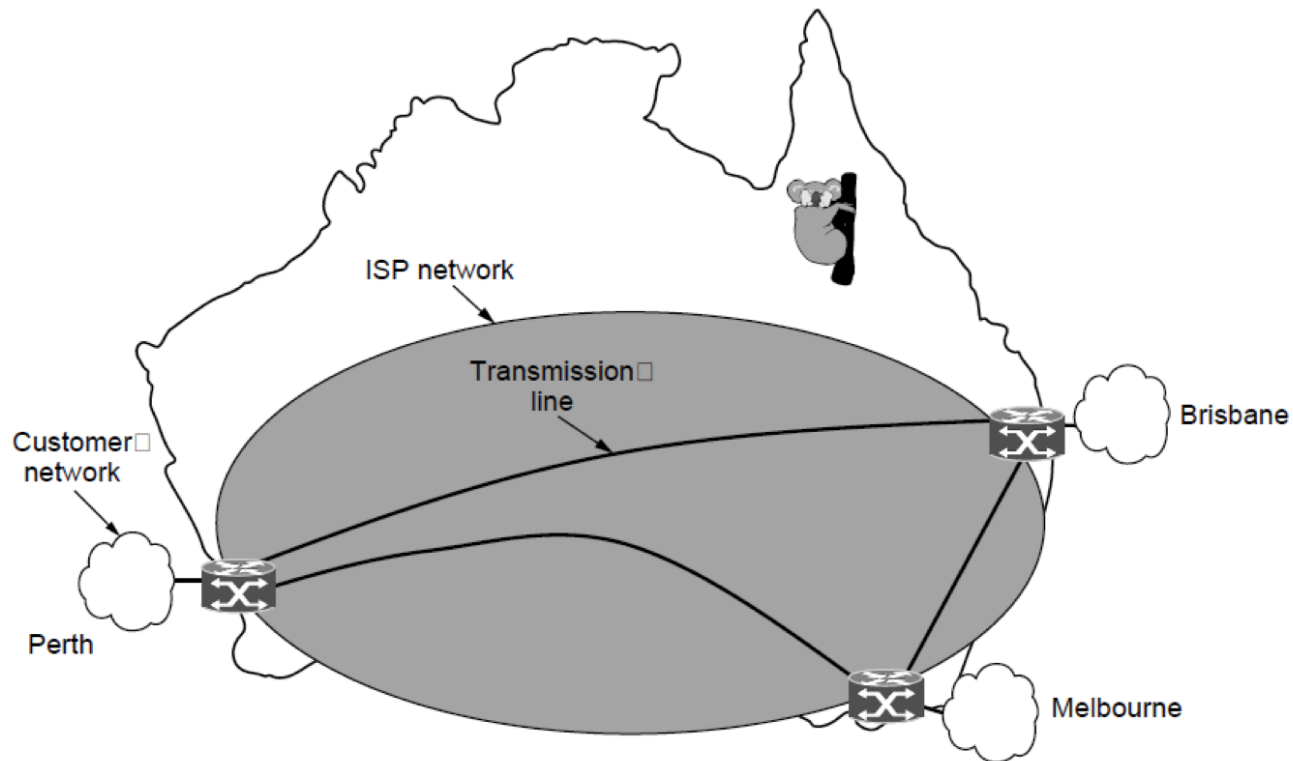 ISP network
Transmission□
line
Customer□
network
Brisbane
Perth
Melbourne